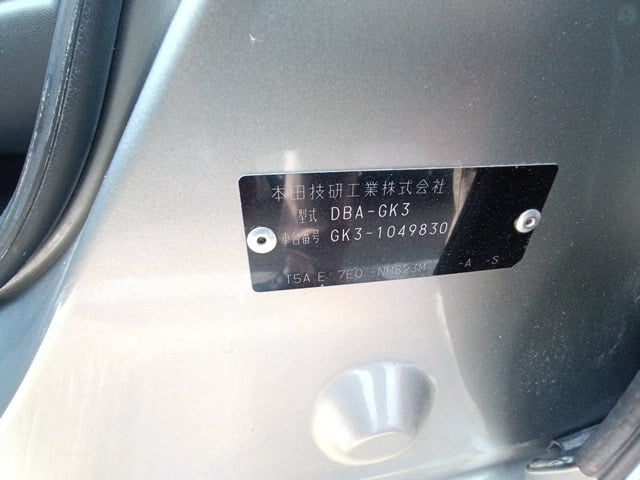 本田技研工業株式会社
型式 DBA-GK3
車台番号 GK3-1049830
T5A E 7E0 -NH823M -A -S